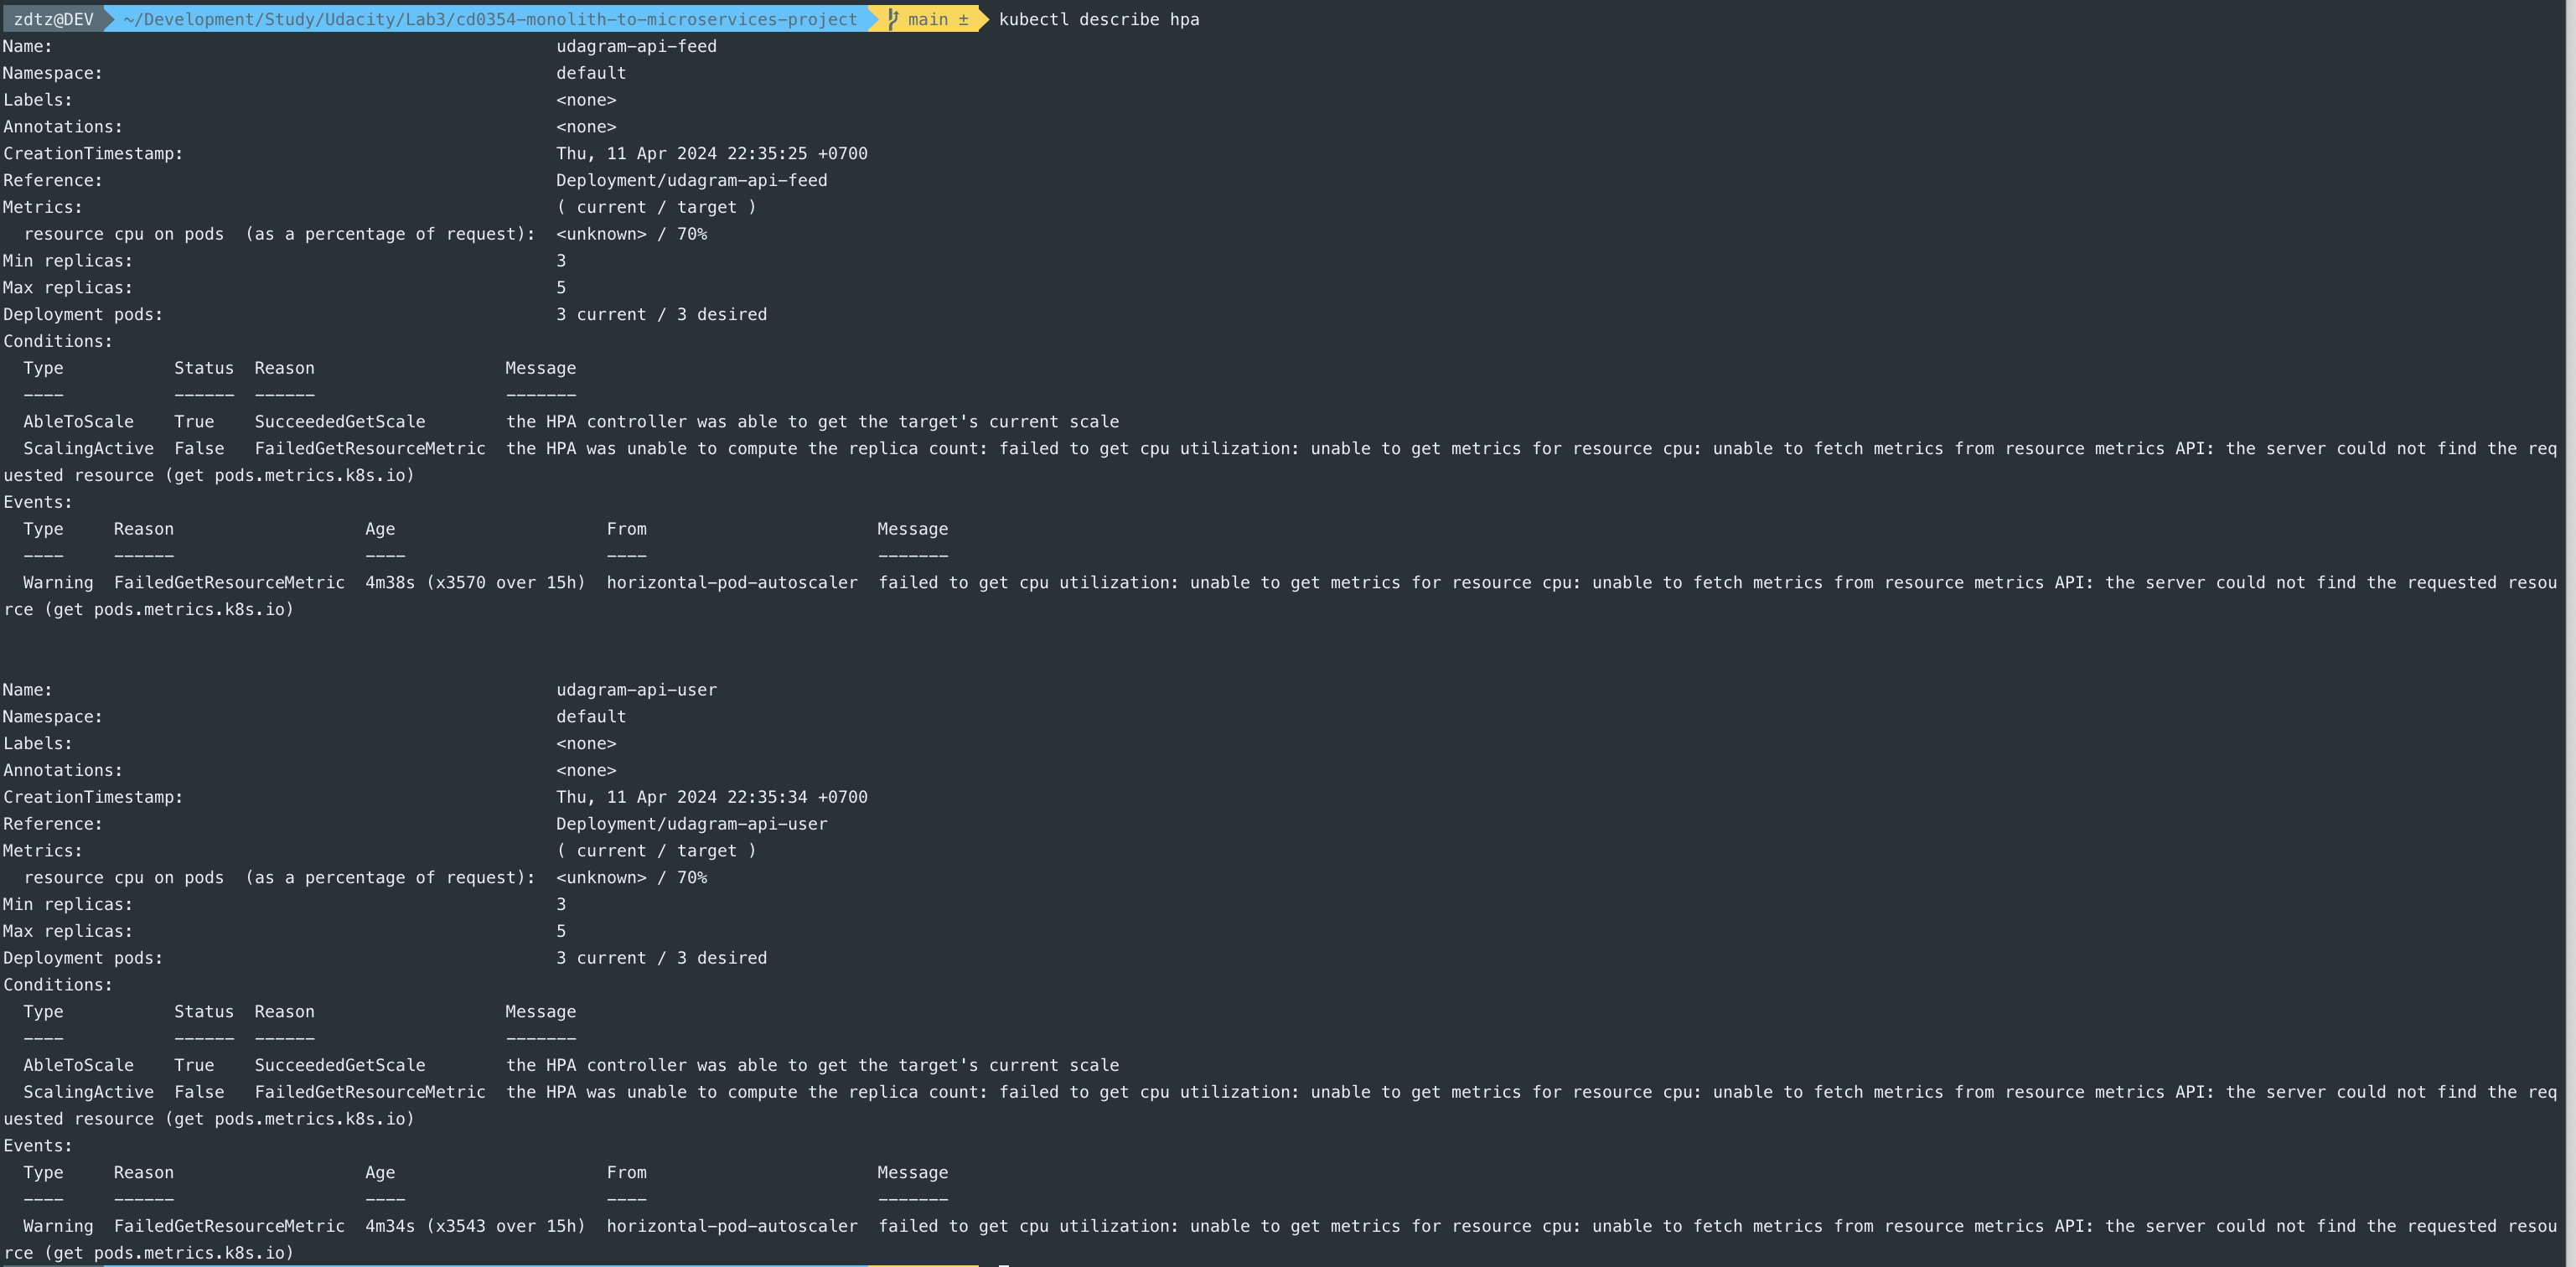 zdtz@DEV ~/Development/Study/Udacity/Lab3/cd0354-monolith-to-microservices-project main ± kubectl describe hpa
Name: udagram-api-feed
Namespace: default
Labels: <none>
Annotations: <none>
CreationTimestamp: Thu, 11 Apr 2024 22:35:25 +0700
Reference: Deployment/udagram-api-feed
Metrics: ( current / target )
resource cpu on pods (as a percentage of request): <unknown> / 70%
Min replicas: 3
Max replicas: 5
Deployment pods: 3 current / 3 desired
Conditions:
Type Status Reason Message
---- ------ ------ -------
AbleToScale True SucceededGetScale the HPA controller was able to get the target's current scale
ScalingActive False FailedGetResourceMetric the HPA was unable to compute the replica count: failed to get cpu utilization: unable to get metrics for resource cpu: unable to fetch metrics from resource metrics API: the server could not find the req
uested resource (get pods.metrics.k8s.io)
Events:
Type Reason Age From Message
---- ------ ---- ---- -------
Warning FailedGetResourceMetric 4m38s (x3570 over 15h) horizontal-pod-autoscaler failed to get cpu utilization: unable to get metrics for resource cpu: unable to fetch metrics from resource metrics API: the server could not find the requested resou
rce (get pods.metrics.k8s.io)
Name: udagram-api-user
Namespace: default
Labels: <none>
Annotations: <none>
CreationTimestamp: Thu, 11 Apr 2024 22:35:34 +0700
Reference: Deployment/udagram-api-user
Metrics: ( current / target )
resource cpu on pods (as a percentage of request): <unknown> / 70%
Min replicas: 3
Max replicas: 5
Deployment pods: 3 current / 3 desired
Conditions:
Type Status Reason Message
---- ------ ------ -------
AbleToScale True SucceededGetScale the HPA controller was able to get the target's current scale
ScalingActive False FailedGetResourceMetric the HPA was unable to compute the replica count: failed to get cpu utilization: unable to get metrics for resource cpu: unable to fetch metrics from resource metrics API: the server could not find the req
uested resource (get pods.metrics.k8s.io)
Events:
Type Reason Age From Message
---- ------ ---- ---- -------
Warning FailedGetResourceMetric 4m34s (x3543 over 15h) horizontal-pod-autoscaler failed to get cpu utilization: unable to get metrics for resource cpu: unable to fetch metrics from resource metrics API: the server could not find the requested resou
rce (get pods.metrics.k8s.io)